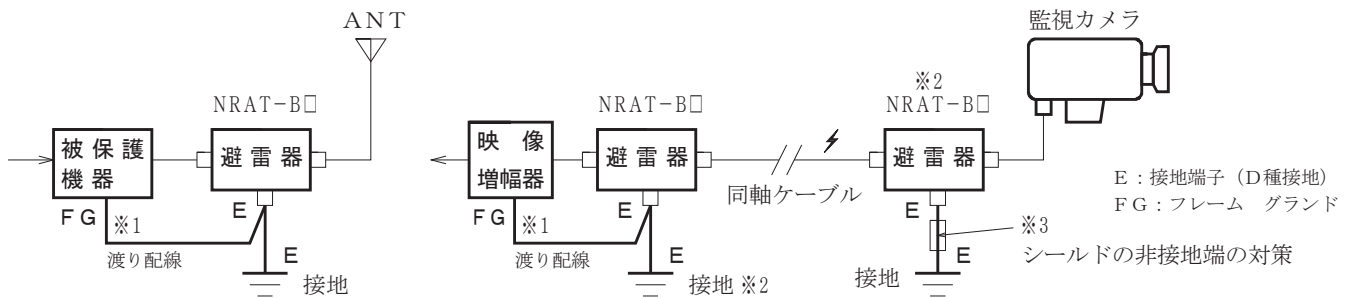 ANT
NRAT-B□
被保護
機器
避雷器
FG
※1
渡り配線
E
E
接地
NRAT-B□
映像
増幅器
避雷器
FG
※1
渡り配線
E
E
接地※2
同軸ケーブル
※2
NRAT-B□
避雷器
E
E
接地
※3
シールドの非接地端の対策
監視カメラ
E:接地端子(D種接地)
FG:フレーム グランド